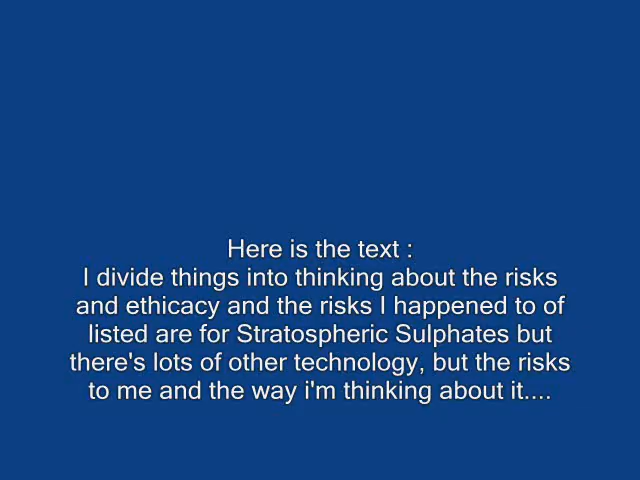 Here is the text :
I divide things into thinking about the risks
and ethicacy and the risks I happened to of
listed are for Stratospheric Sulphates but
there's lots of other technology, but the risks
to me and the way i'm thinking about it....